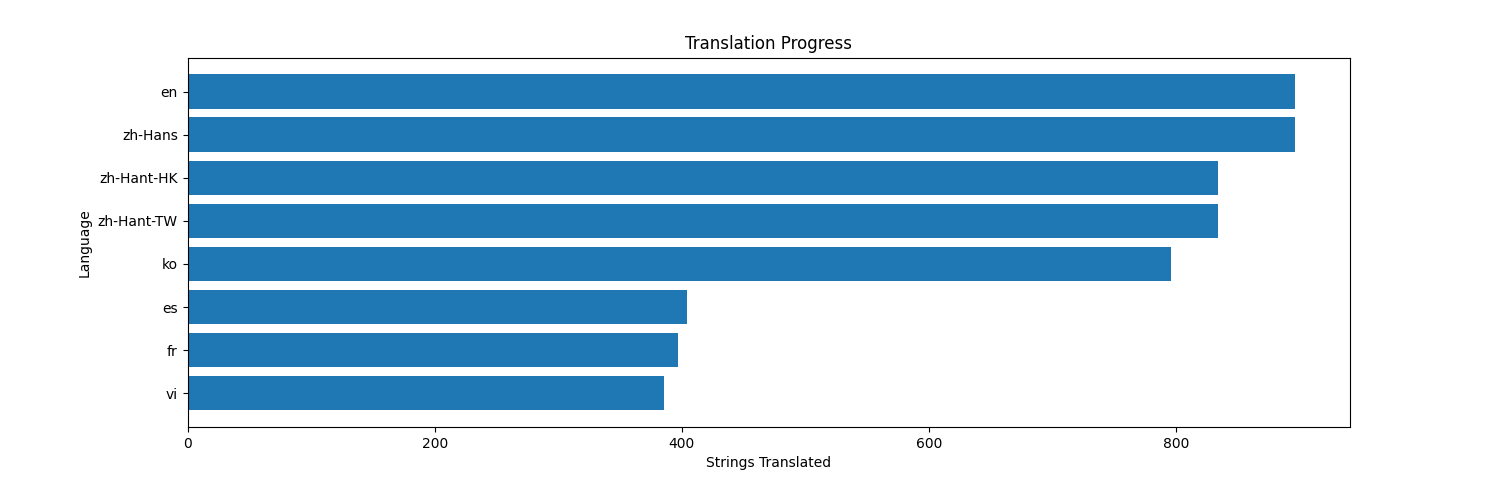 Translation Progress
Language
en
zh-Hans
zh-Hant-HK
zh-Hant-TW
ko
es
fr
vi
0 200 400 600 800
Strings Translated